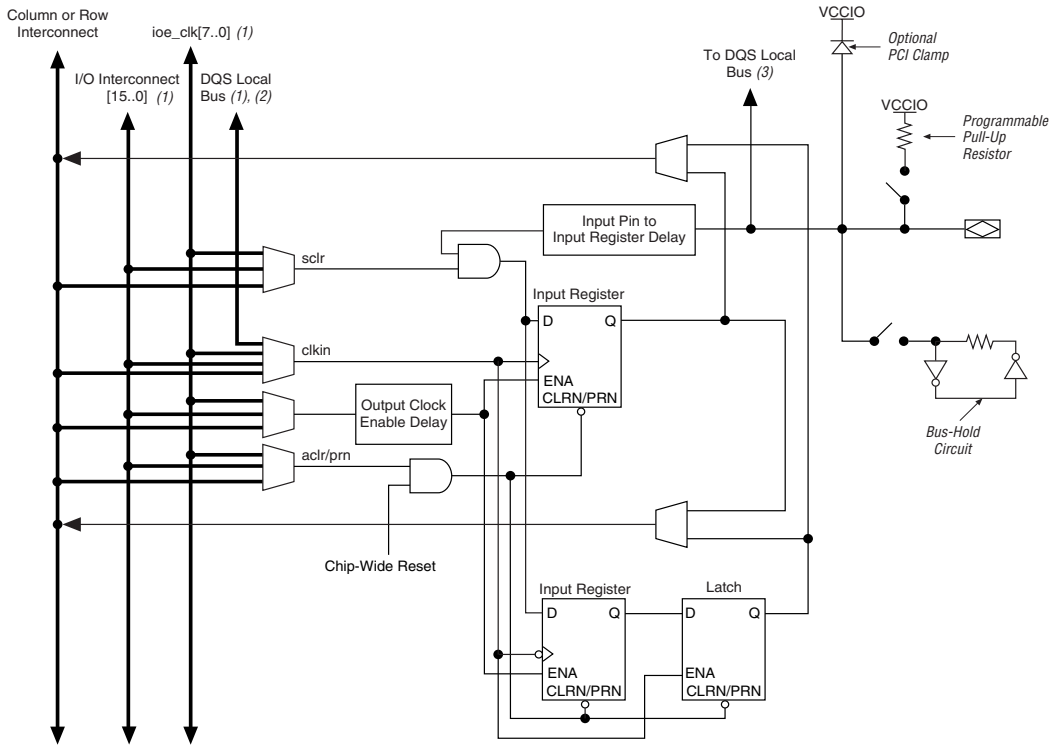 Column or Row
Interconnect
ioe_clk[7..0] (1)
I/O Interconnect
[15..0] (1)
DQS Local
Bus (1), (2)
To DQS Local
Bus (3)
VCCIO
Optional
PCI Clamp
VCCIO
Programmable
Pull-Up
Resistor
Input Pin to
Input Register Delay
sclr
Input Register
D
Q
clkin
ENA
CLRN/PRN
Output Clock
Enable Delay
aclr/prn
Bus-Hold
Circuit
Chip-Wide Reset
Input Register
Latch
D
Q
D
Q
ENA
CLRN/PRN
ENA
CLRN/PRN